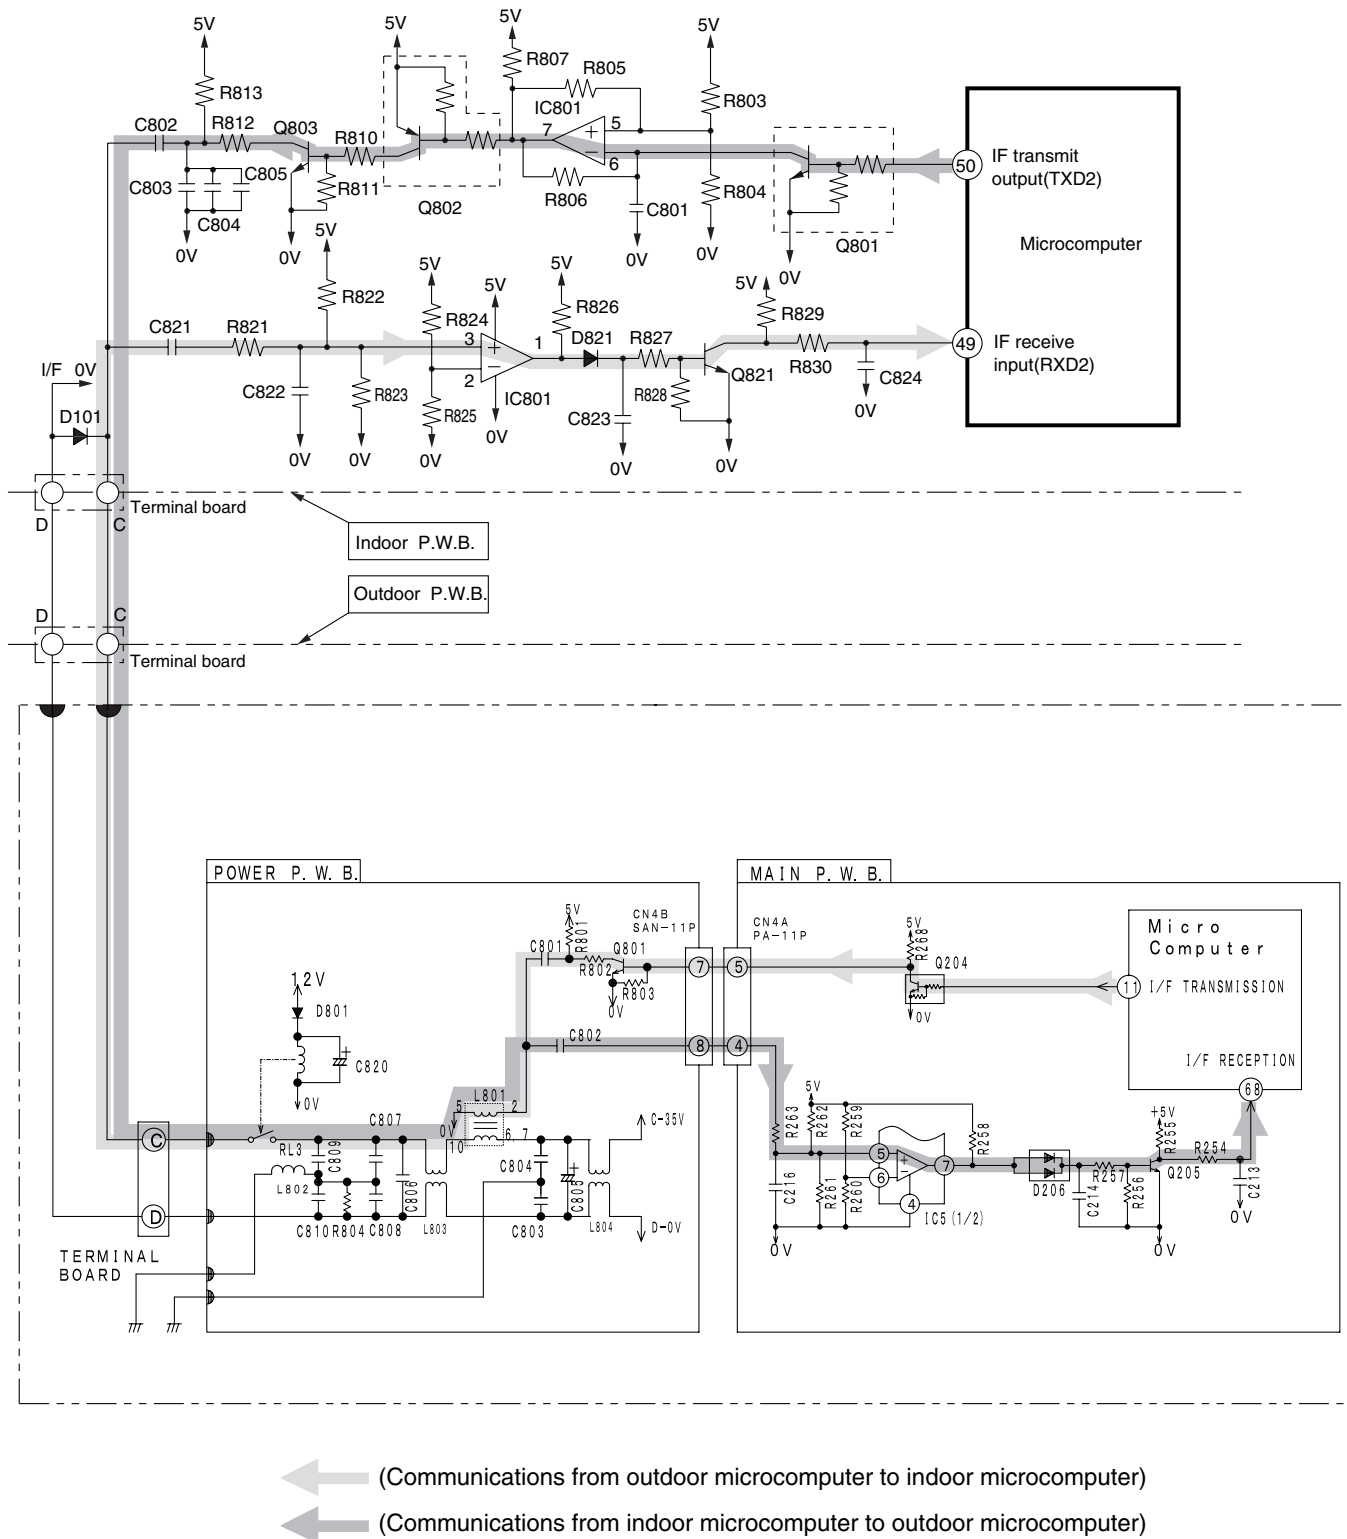 5V
5V
5V
5V
R813
R807
R805
R803
C802
R812
Q803
R810
IC801
7
5
6
50
IF transmit
output(TXD2)
C803
C805
C804
R811
Q802
R806
C801
R804
Q801
Microcomputer
0V
0V
0V
0V
0V
5V
R822
5V
R824
5V
5V
R826
5V
R829
C821
R821
3
2
1
D821
R827
R830
49
IF receive
input(RXD2)
I/F 0V
C822
R823
R825
IC801
C823
R828
Q821
C824
D101
0V
0V
0V
0V
0V
0V
0V
D
C
Terminal board
Indoor P.W.B.
Outdoor P.W.B.
D
C
Terminal board
POWER P. W. B.
MAIN P. W. B.
5V
R801
C801
R802
Q801
R803
0V
CN4B
SAN-11P
CN4A
PA-11P
7
5
5V
R268
Q204
0V
Micro
Computer
11
I/F TRANSMISSION
12V
D801
C820
0V
C802
8
4
I/F RECEPTION
68
L801
5
2
0V
10
6, 7
C-35V
C
RL3
C809
C807
C806
C804
C805
L802
C810
R804
C808
L803
C803
L804
D-0V
D
TERMINAL
BOARD
5V
R263
R262
R259
R258
5
6
7
4
IC5 (1/2)
C216
R261
R260
0V
D206
C214
R257
R256
+5V
R255
Q205
R254
C213
0V
0V
(Communications from outdoor microcomputer to indoor microcomputer)
(Communications from indoor microcomputer to outdoor microcomputer)